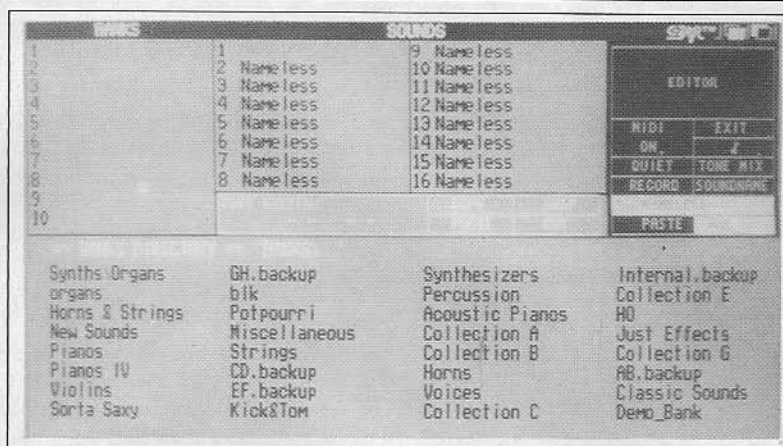 BANKS SOUNDS
1 1 9 Nameless
2 2 Nameless 10 Nameless
3 3 Nameless 11 Nameless
4 4 Nameless 12 Nameless
5 5 Nameless 13 Nameless
6 6 Nameless 14 Nameless
7 7 Nameless 15 Nameless
8 8 Nameless 16 Nameless
9
10
EDITOR
MIDI EXIT
ON
QUIET TONE MIX
RECORD SOUNDNAME
PASTE
Synths Organs GH.backup Synthesizers Internal.backup
organs blk Percussion Collection E
Horns & Strings Potpourri Acoustic Pianos HO
New Sounds Miscellaneous Collection A Just Effects
Pianos Strings Collection B Collection G
Pianos IV CD.backup Horns AB.backup
Violins EF.backup Voices Classic Sounds
Sorta Saxy Kick&Tom Collection C Demo_Bank